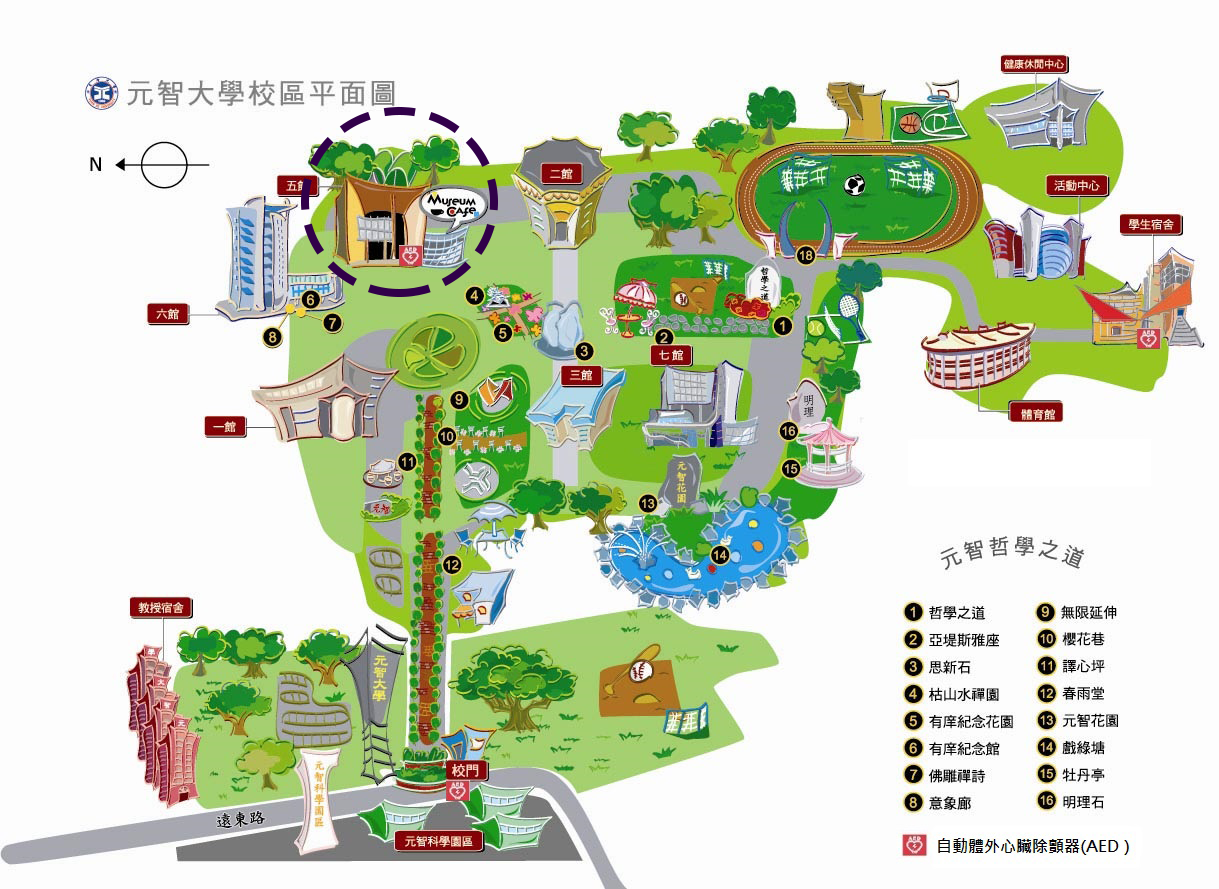 元智大學校區平面圖
N
健康休閒中心
活動中心
學生宿舍
五館
Museum
Cafe
AED
二館
六館
6
7
8
4
5
3
哲學之道
1
2
18
七館
三館
一館
9
10
11
明理
16
15
體育館
AED
元智
元智花園
13
14
12
元智哲學之道
教授宿舍
元智大學
校門
AED
元智科學園區
遠東路
元智科學園區
1 哲學之道
2 亞堤斯雅座
3 思新石
4 枯山水禪園
5 有庠紀念花園
6 有庠紀念館
7 佛雕禪詩
8 意象廊
9 無限延伸
10 櫻花巷
11 譯心坪
12 春雨堂
13 元智花園
14 戲綠塘
15 牡丹亭
16 明理石
AED 自動體外心臟除顫器(AED )